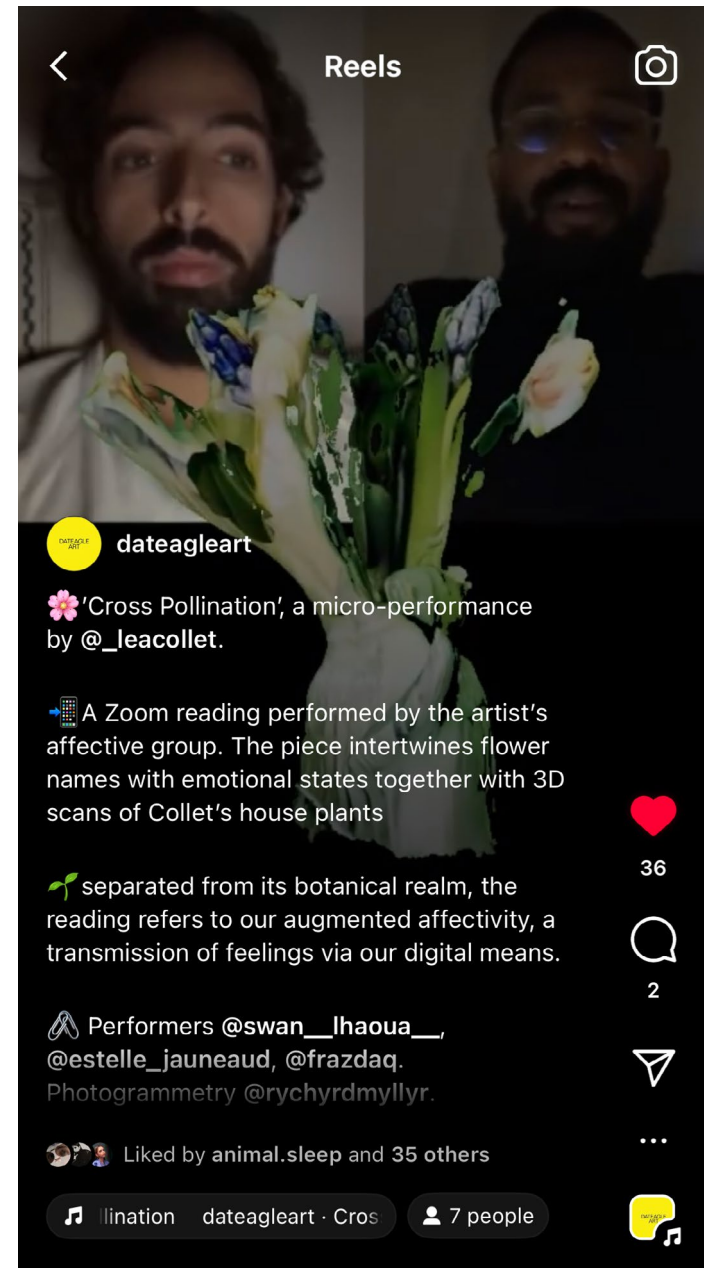 Reels
DATEAGLE
ART
dateagleart
🌸'Cross Pollination', a micro-performance
by @_leacollet.
📲A Zoom reading performed by the artist's
affective group. The piece intertwines flower
names with emotional states together with 3D
scans of Collet's house plants
🌱separated from its botanical realm, the
reading refers to our augmented affectivity, a
transmission of feelings via our digital means.
🖇 Performers @swan__lhaoua__,
@estelle_jauneaud, @frazdaq.
Photogrammetry @rychyrdmyllyr.
36
2
...
Liked by animal.sleep and 35 others
llination dateagleart · Cros
7 people
DATEAGLE
ART